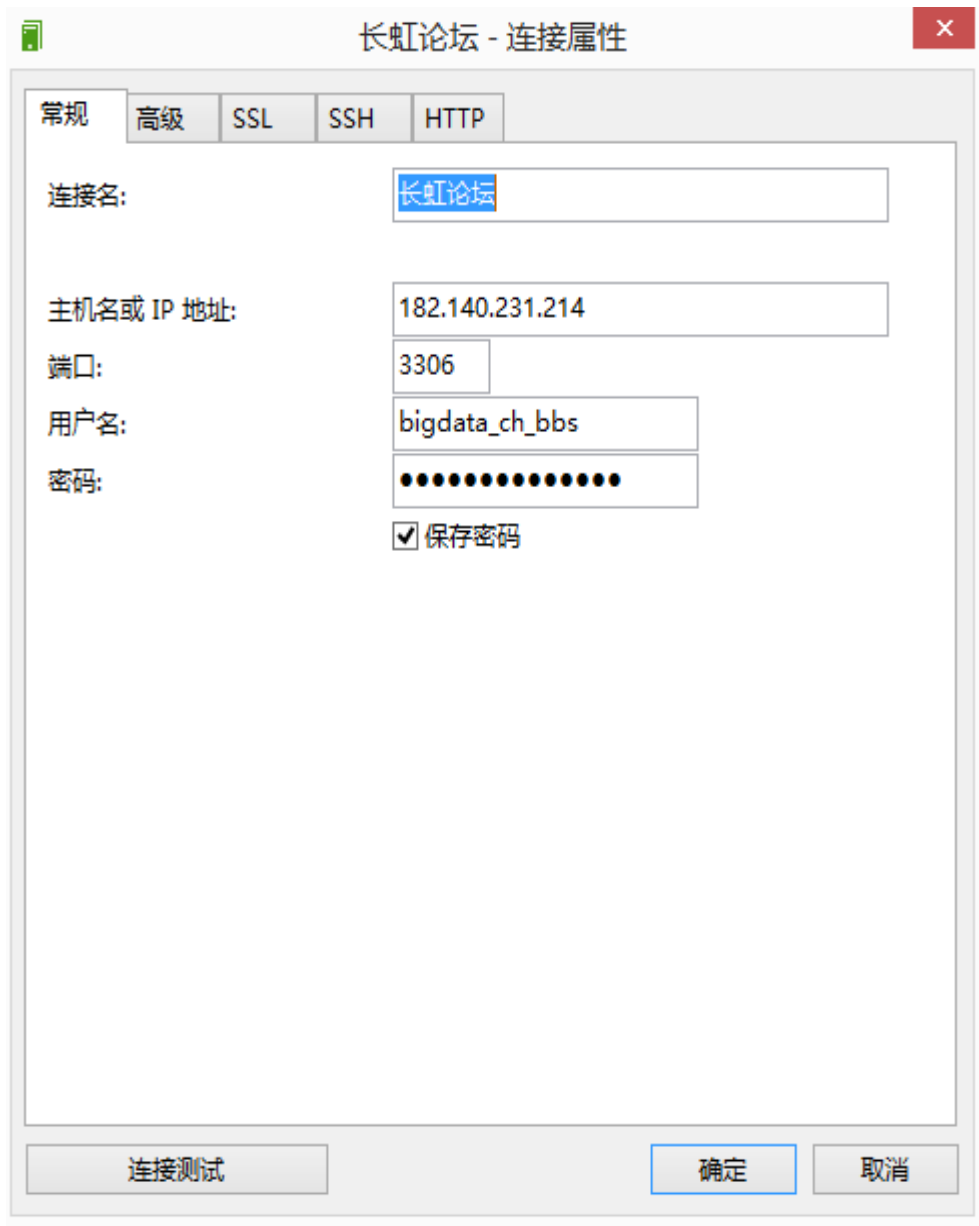 长虹论坛 - 连接属性
常规 高级 SSL SSH HTTP
连接名: 长虹论坛
主机名或 IP 地址: 182.140.231.214
端口: 3306
用户名: bigdata_ch_bbs
密码: ●●●●●●●●●●●●●●
保存密码
连接测试 确定 取消